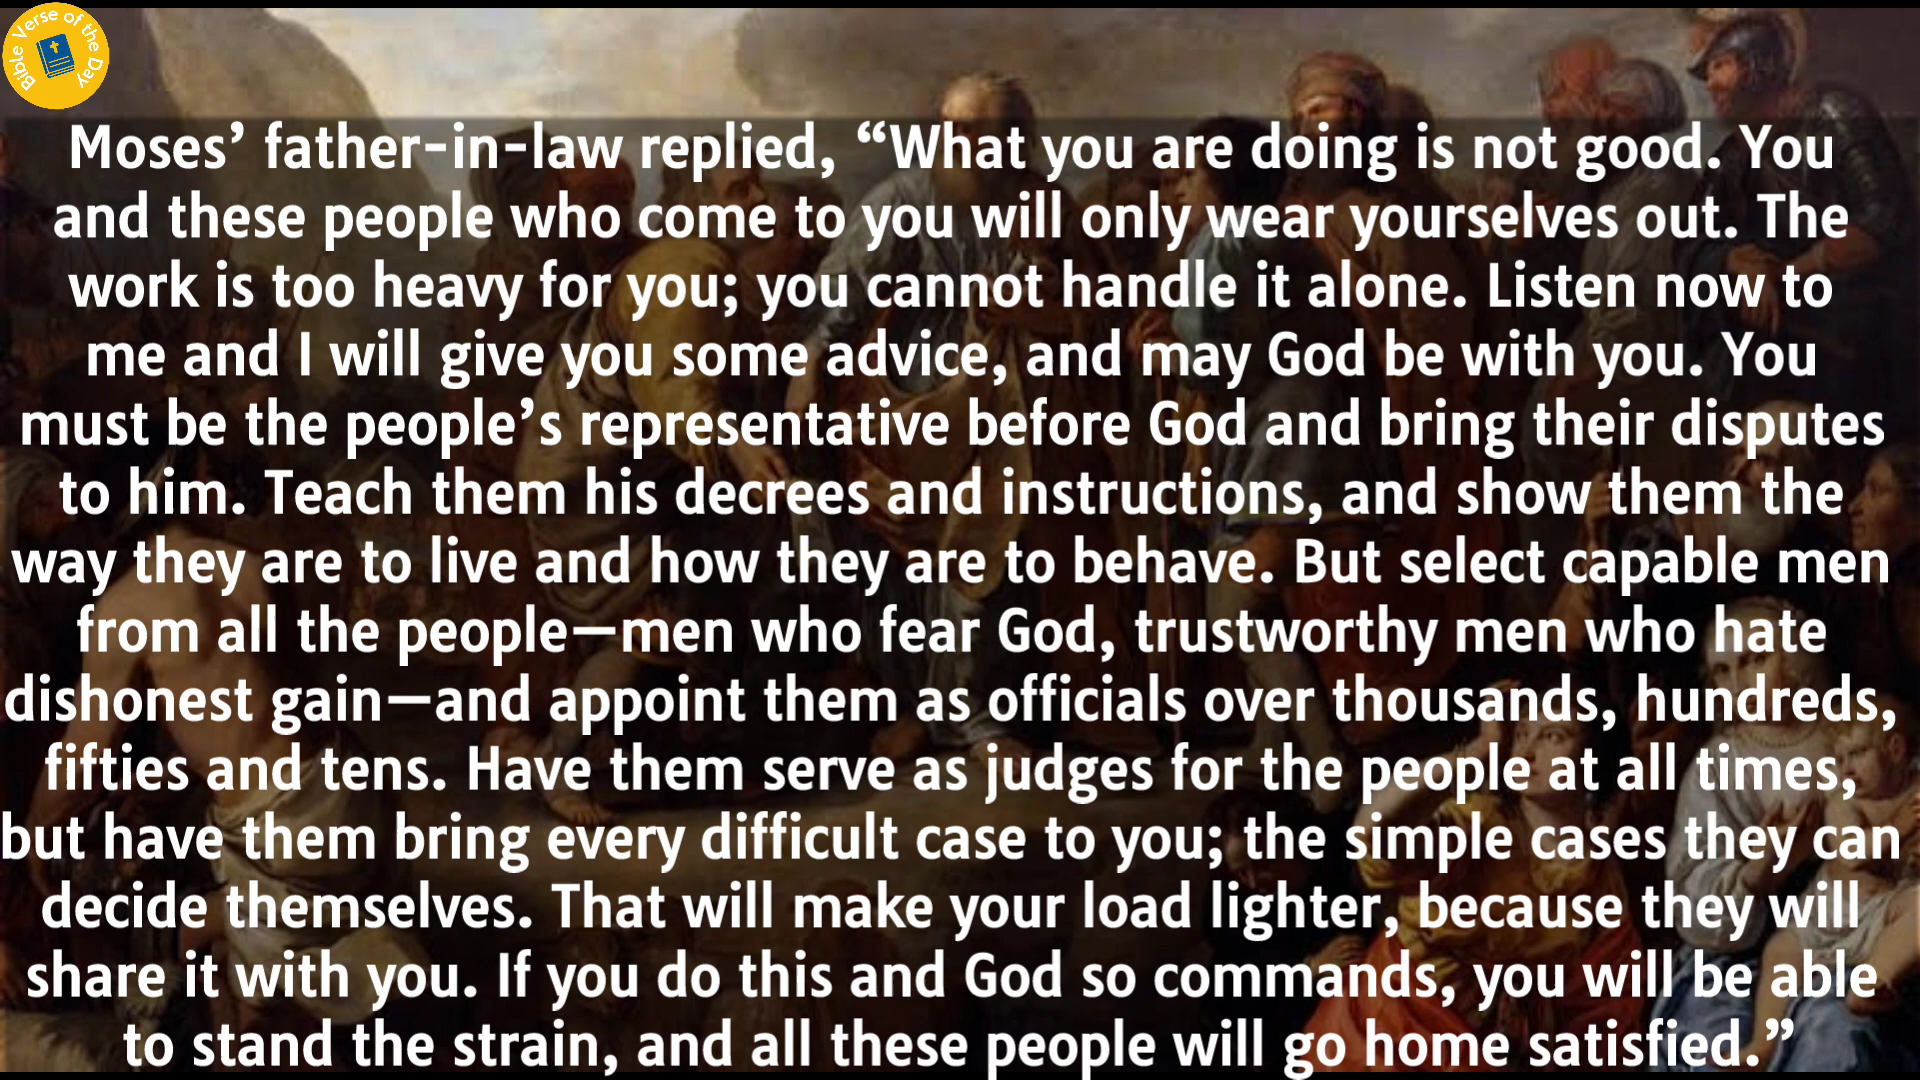 Bible Verse of the Day
Moses’ father-in-law replied, “What you are doing is not good. You
and these people who come to you will only wear yourselves out. The
work is too heavy for you; you cannot handle it alone. Listen now to
me and I will give you some advice, and may God be with you. You
must be the people’s representative before God and bring their disputes
to him. Teach them his decrees and instructions, and show them the
way they are to live and how they are to behave. But select capable men
from all the people—men who fear God, trustworthy men who hate
dishonest gain—and appoint them as officials over thousands, hundreds,
fifties and tens. Have them serve as judges for the people at all times,
but have them bring every difficult case to you; the simple cases they can
decide themselves. That will make your load lighter, because they will
share it with you. If you do this and God so commands, you will be able
to stand the strain, and all these people will go home satisfied.”